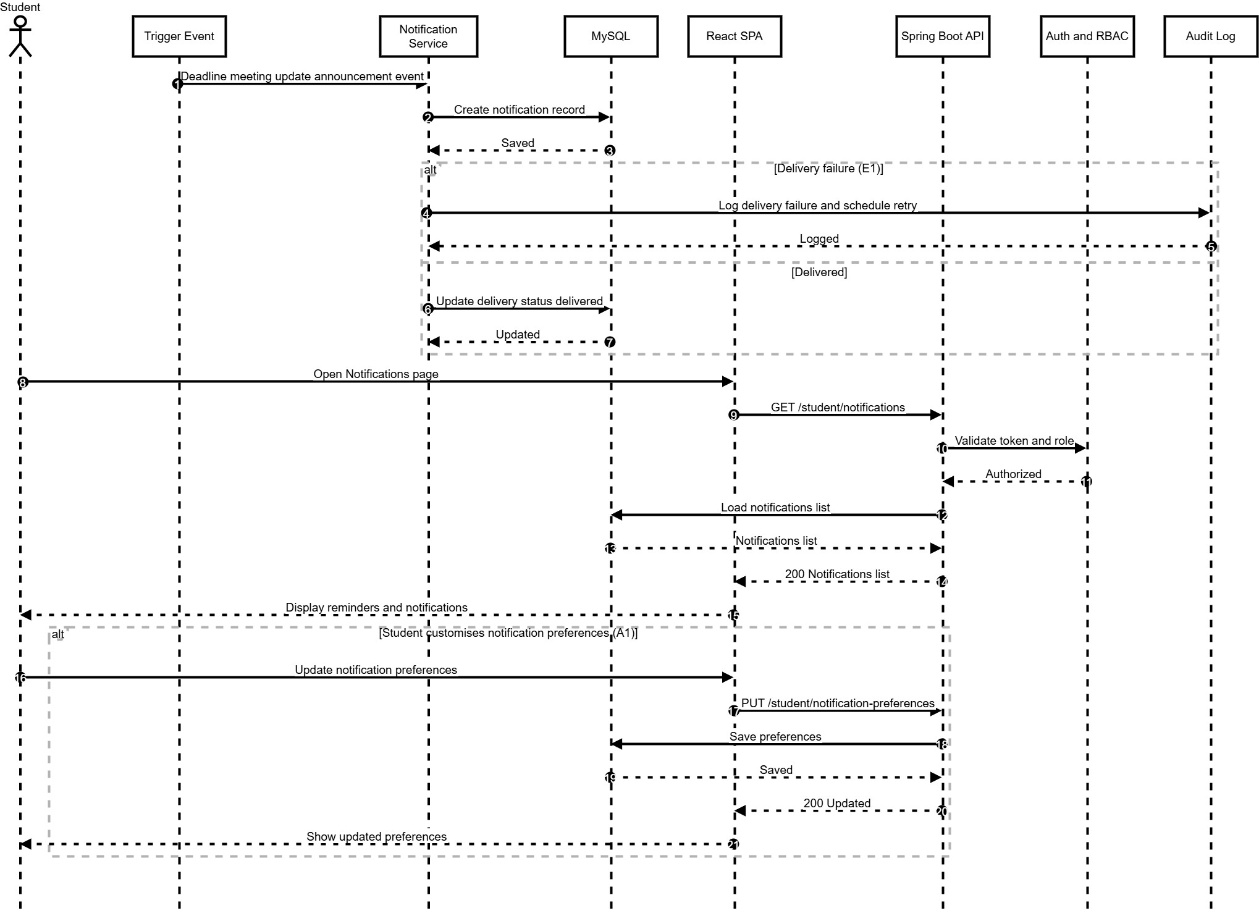 Student
Trigger Event
Notification
Service
MySQL
React SPA
Spring Boot API
Auth and RBAC
Audit Log
1 Deadline meeting update announcement event
2 Create notification record
Saved 3
alt [Delivery failure (E1)]
4 Log delivery failure and schedule retry
Logged 5
[Delivered]
6 Update delivery status delivered
Updated 7
8 Open Notifications page
9 GET /student/notifications
10 Validate token and role
Authorized 11
Load notifications list 12
13 Notifications list
200 Notifications list 14
Display reminders and notifications 15
alt [Student customises notification preferences (A1)]
16 Update notification preferences
17 PUT /student/notification-preferences
Save preferences 18
19 Saved
200 Updated 20
Show updated preferences 21